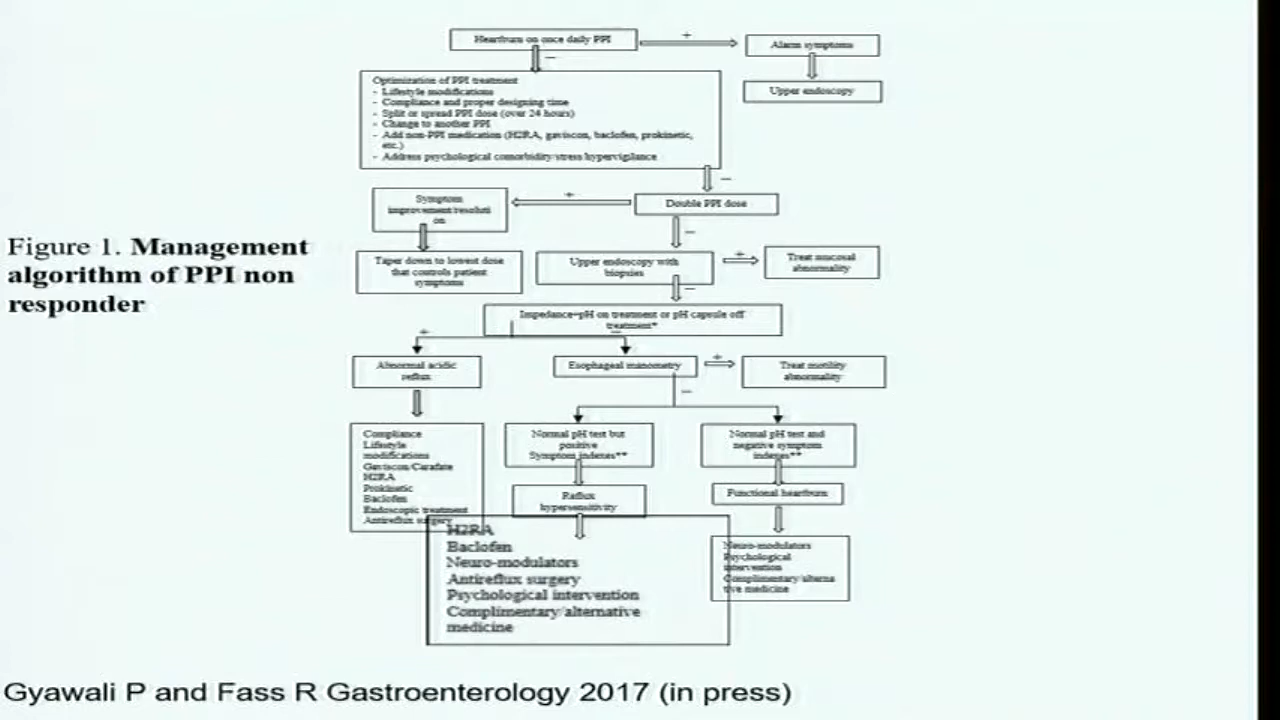 Heartburn on once daily PPI
+
Alarm symptoms
−
Upper endoscopy
Optimization of PPI treatment
- Lifestyle modifications
- Compliance and proper designing time
- Split or spread PPI dose (over 24 hours)
- Change to another PPI
- Add non-PPI medication (H2RA, gaviscon, baclofen, prokinetic,
etc.)
- Address psychological comorbidity/stress hypervigilance
−
Double PPI dose
+
Symptom
improvement/resoluti
on
Taper down to lowest dose
that controls patient
symptoms
−
Upper endoscopy with
biopsies
+
Treat mucosal
abnormality
−
Figure 1. Management
algorithm of PPI non
responder
Impedance-pH on treatment or pH capsule off
treatment*
+
−
Abnormal acidic
reflux
Esophageal manometry
+
Treat motility
abnormality
−
Compliance
Lifestyle
modifications
Gaviscon/Carafate
H2RA
Prokinetic
Baclofen
Endoscopic treatment
Antireflux surgery
Normal pH test but
positive
Symptom indexes**
Reflux
hypersensitivity
H2RA
Baclofen
Neuro-modulators
Antireflux surgery
Psychological intervention
Complimentary/alternative
medicine
Normal pH test and
negative symptom
indexes**
Functional heartburn
Neuro-modulators
Psychological
intervention
Complimentary/alterna
tive medicine
Gyawali P and Fass R Gastroenterology 2017 (in press)